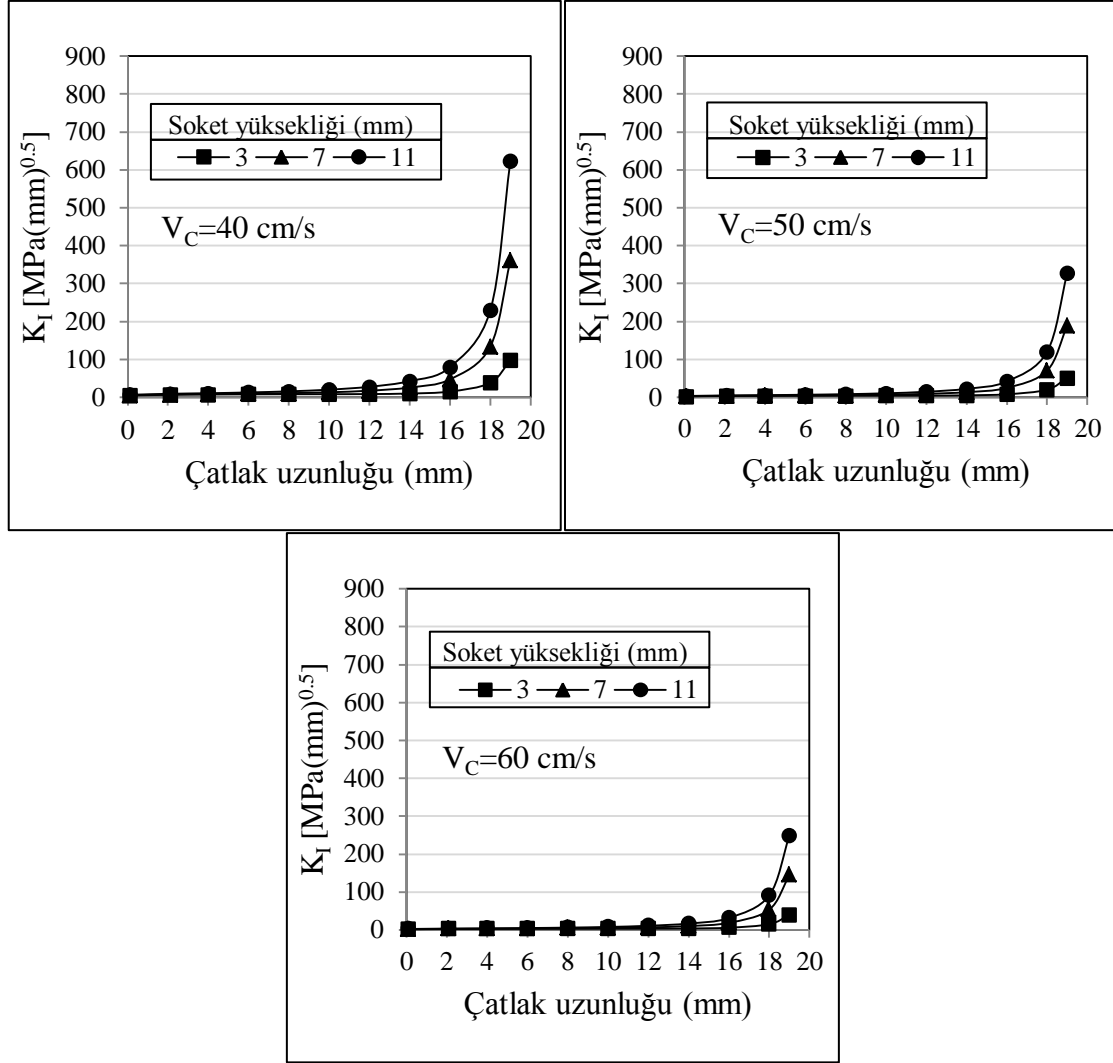 900
800
700
600
500
400
300
200
100
0
K_I [MPa(mm)^0.5]
Soket yüksekliği (mm)
3 7 11
V_C=40 cm/s
0 2 4 6 8 10 12 14 16 18 20
Çatlak uzunluğu (mm)
900
800
700
600
500
400
300
200
100
0
K_I [MPa(mm)^0.5]
Soket yüksekliği (mm)
3 7 11
V_C=50 cm/s
0 2 4 6 8 10 12 14 16 18 20
Çatlak uzunluğu (mm)
900
800
700
600
500
400
300
200
100
0
K_I [MPa(mm)^0.5]
Soket yüksekliği (mm)
3 7 11
V_C=60 cm/s
0 2 4 6 8 10 12 14 16 18 20
Çatlak uzunluğu (mm)